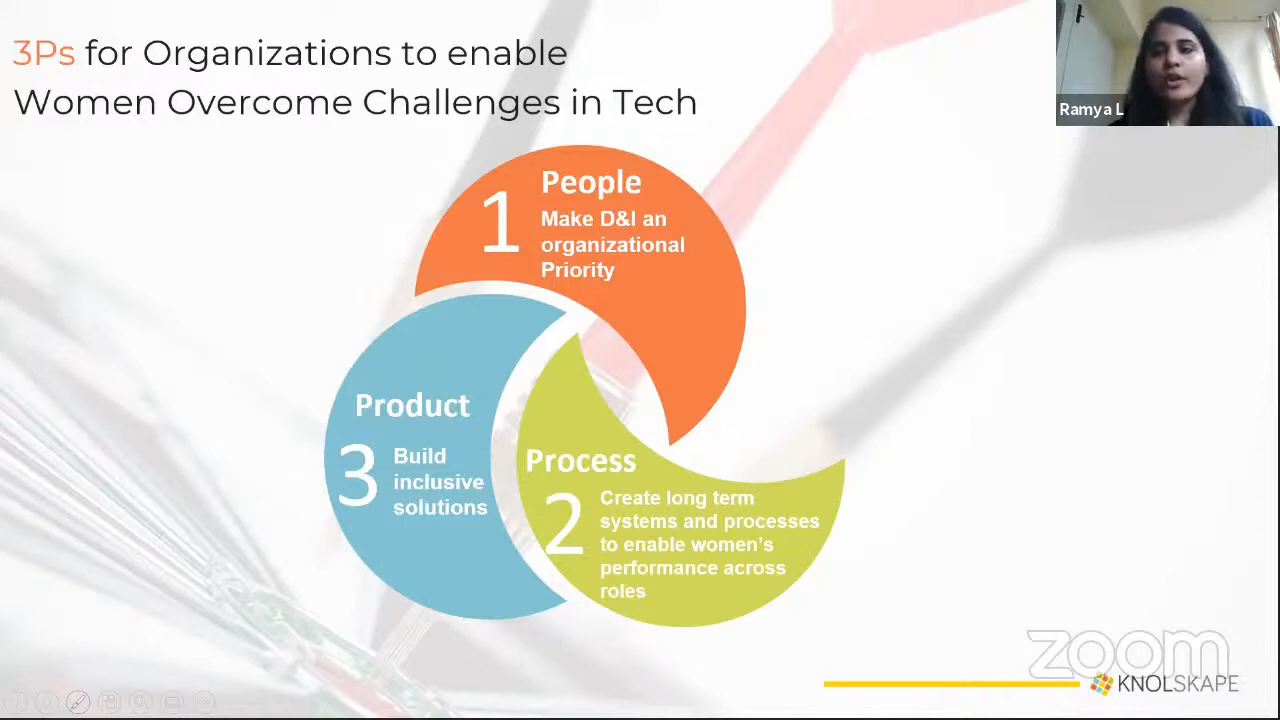 3Ps for Organizations to enable
Women Overcome Challenges in Tech
Ramya L
1
People
Make D&I an
organizational
Priority
Product
3
Build
inclusive
solutions
Process
2
Create long term
systems and processes
to enable women’s
performance across
roles
zoom
KNOLSKAPE